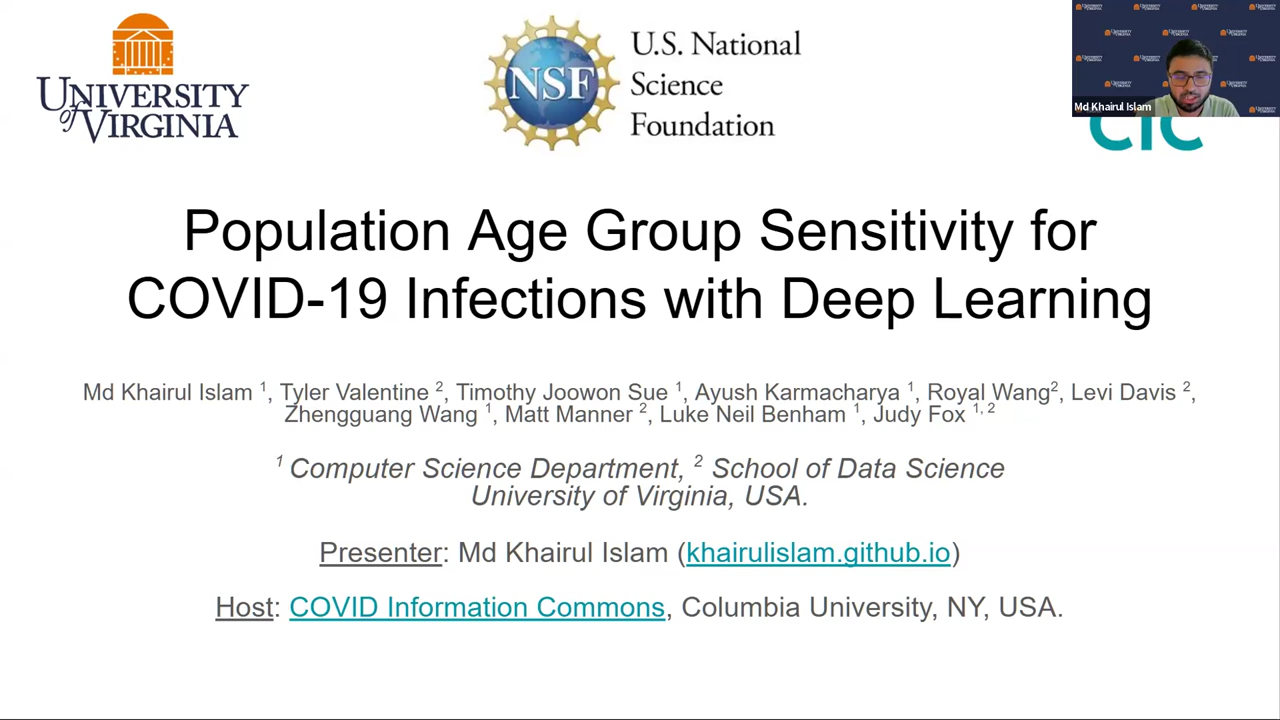 UNIVERSITY
of VIRGINIA
NSF
U.S. National
Science
Foundation
Md Khairul Islam
CIC
Population Age Group Sensitivity for
COVID-19 Infections with Deep Learning
Md Khairul Islam 1, Tyler Valentine 2, Timothy Joowon Sue 1, Ayush Karmacharya 1, Royal Wang2, Levi Davis 2,
Zhengguang Wang 1, Matt Manner 2, Luke Neil Benham 1, Judy Fox 1, 2
1 Computer Science Department, 2 School of Data Science
University of Virginia, USA.
Presenter: Md Khairul Islam (khairulislam.github.io)
Host: COVID Information Commons, Columbia University, NY, USA.